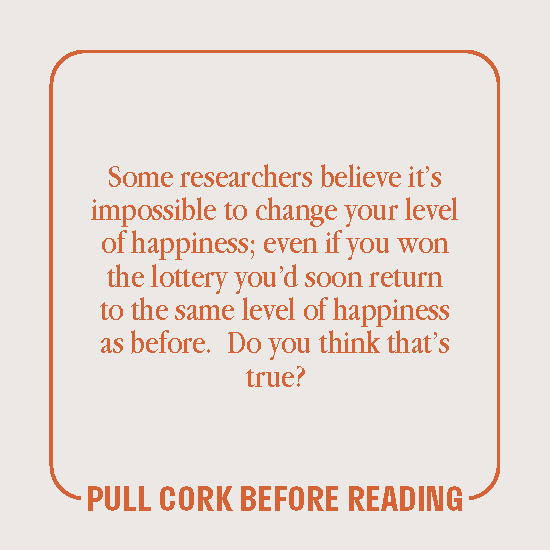 Some researchers believe it’s
impossible to change your level
of happiness; even if you won
the lottery you’d soon return
to the same level of happiness
as before.  Do you think that’s
true?
PULL CORK BEFORE READING